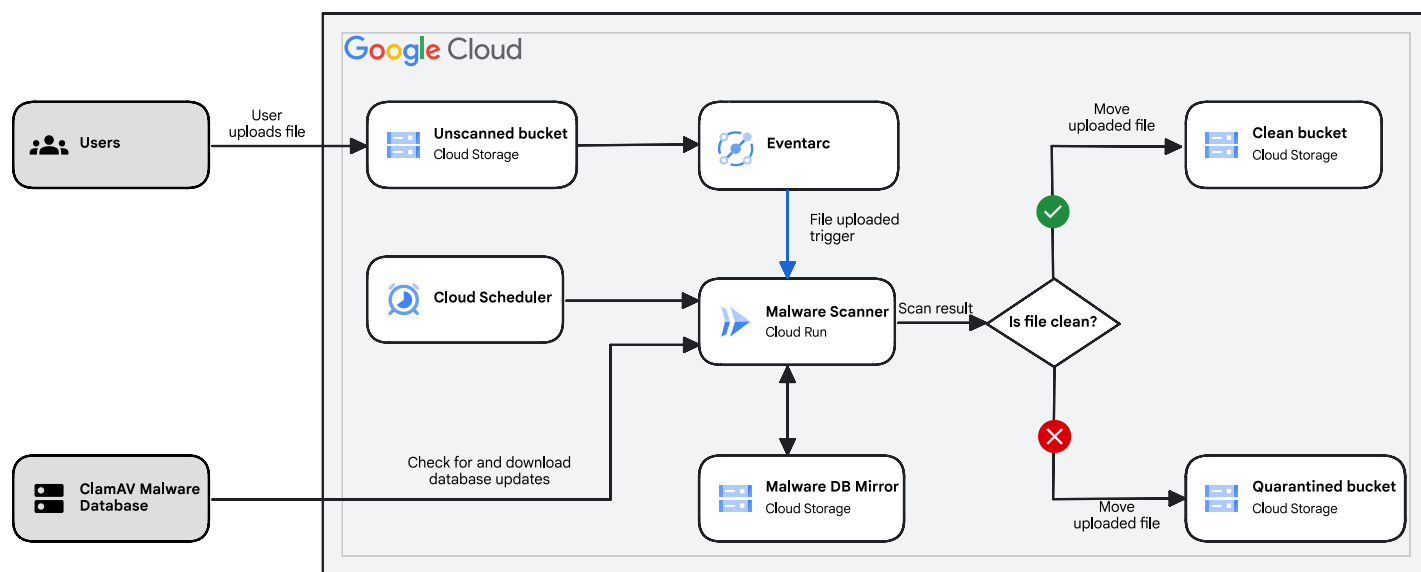 Google Cloud
Users
User
uploads file
Unscanned bucket
Cloud Storage
Eventarc
Move
uploaded file
Clean bucket
Cloud Storage
File uploaded
trigger
Cloud Scheduler
Malware Scanner
Cloud Run
Scan result
Is file clean?
Check for and download
database updates
ClamAV Malware
Database
Malware DB Mirror
Cloud Storage
Move
uploaded file
Quarantined bucket
Cloud Storage